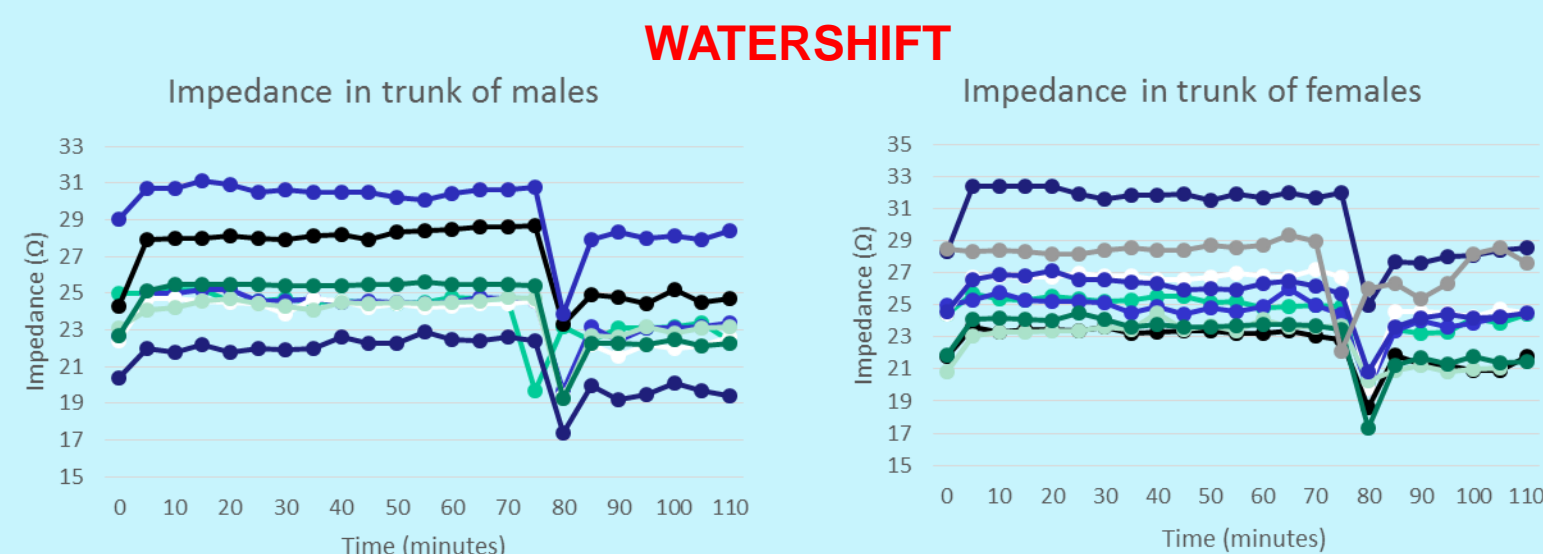 WATERSHIFT
Impedance in trunk of males
33
31
29
27
25
23
21
19
17
15
Impedance (Ω)
0 10 20 30 40 50 60 70 80 90 100 110
Time (minutes)
Impedance in trunk of females
35
33
31
29
27
25
23
21
19
17
15
Impedance (Ω)
0 10 20 30 40 50 60 70 80 90 100 110
Time (minutes)